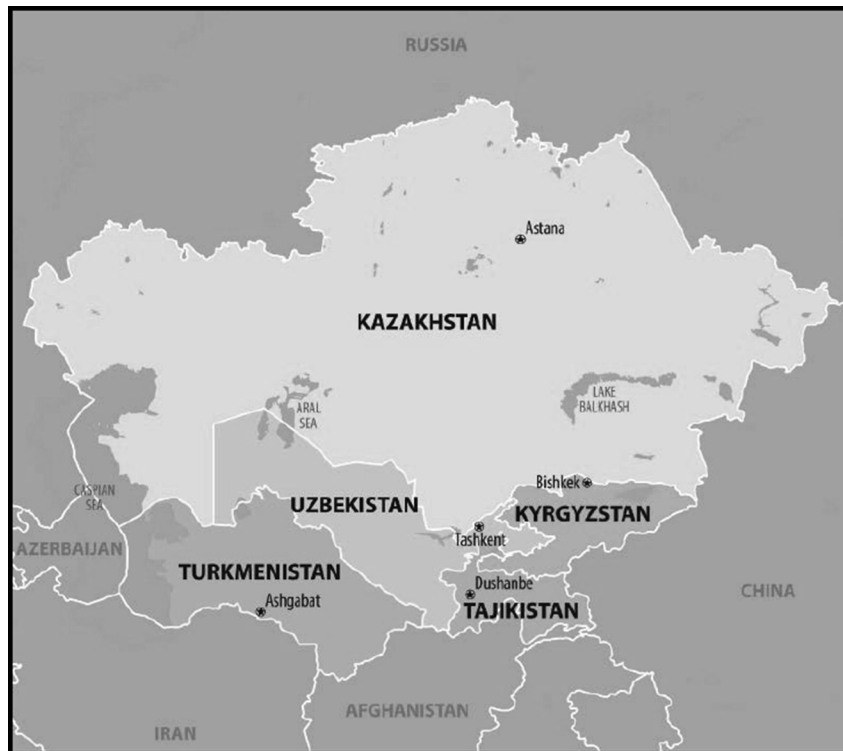 RUSSIA
Astana
KAZAKHSTAN
ARAL
SEA
LAKE
BALKHASH
CASPIAN
SEA
Bishkek
UZBEKISTAN
KYRGYZSTAN
Tashkent
AZERBAIJAN
TURKMENISTAN
Dushanbe
CHINA
Ashgabat
TAJIKISTAN
AFGHANISTAN
IRAN